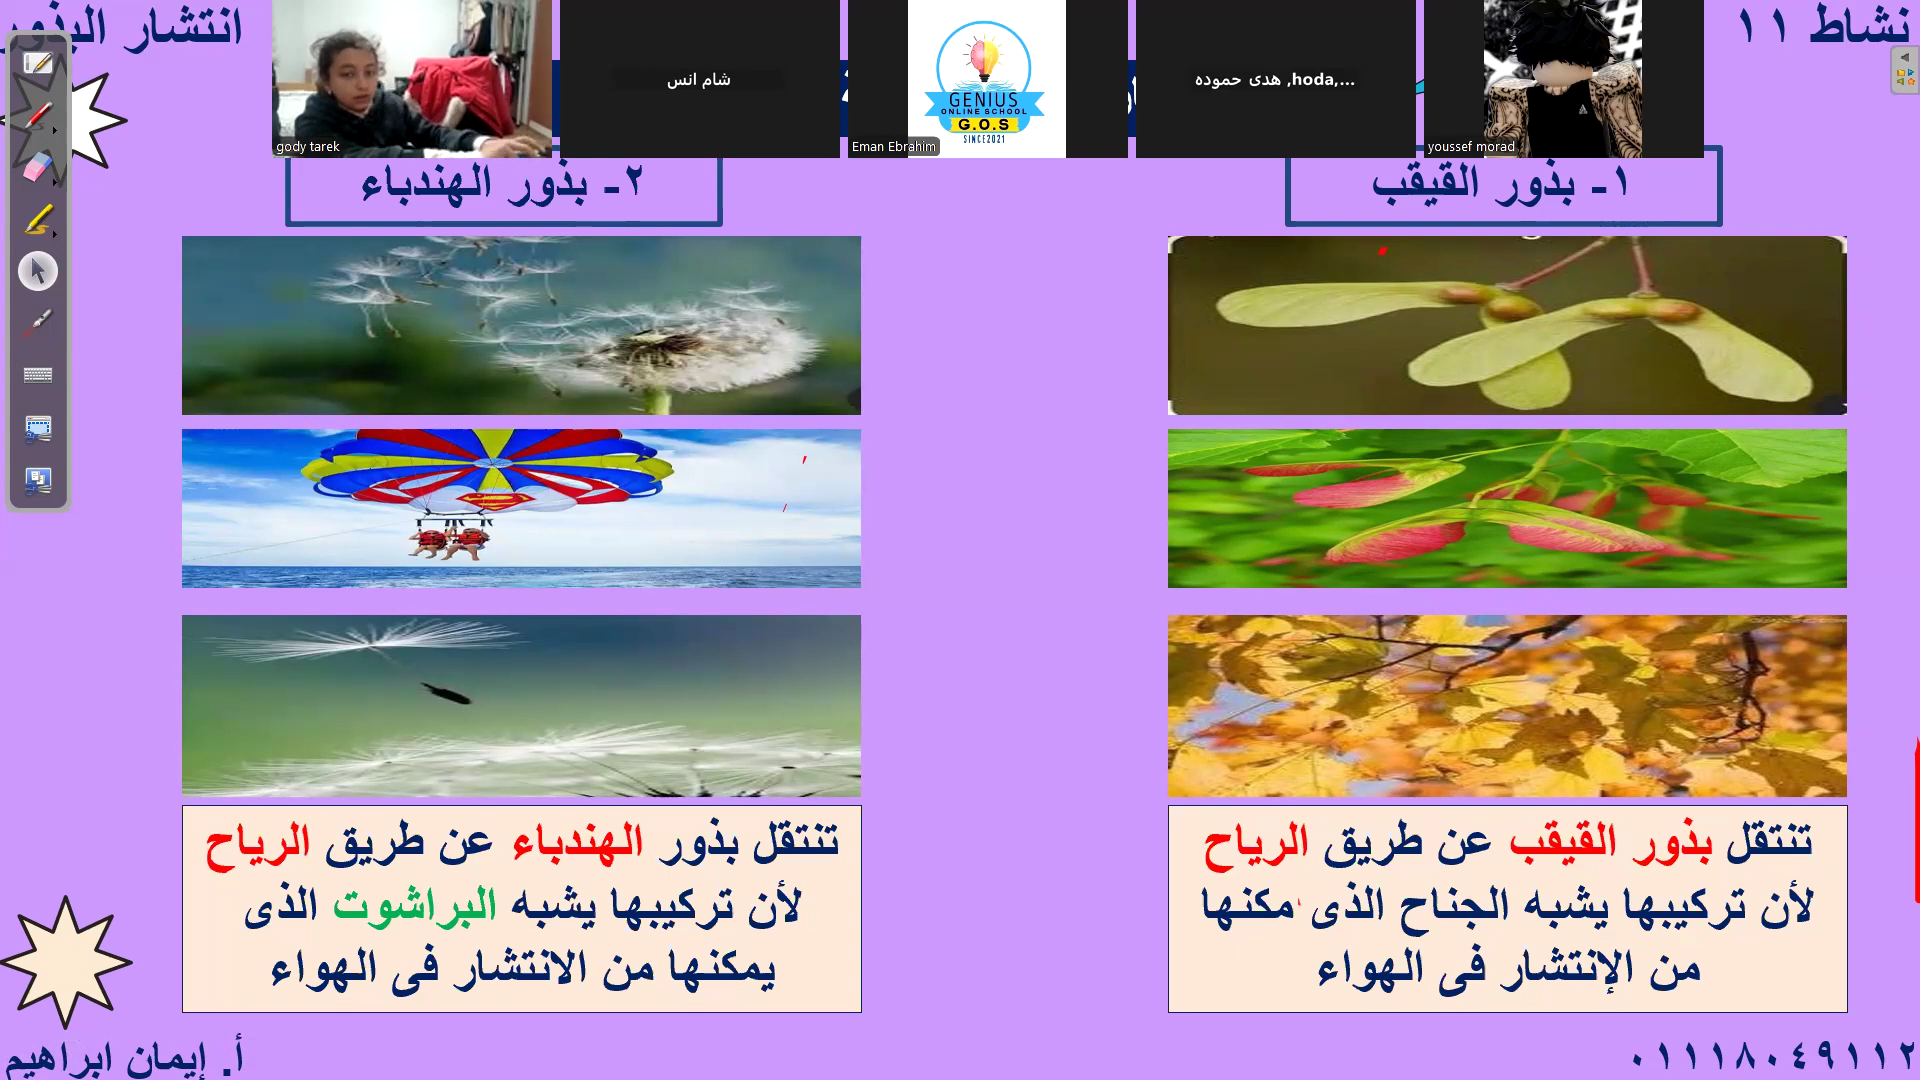 نشاط ١١
انتشار البذور
gody tarek
شام انس
GENIUS
ONLINE SCHOOL
G.O.S
SINCE2021
Eman Ebrahim
هدى حموده ,hoda,...
youssef morad
١- بذور القيقب
٢- بذور الهندباء
تنتقل بذور القيقب عن طريق الرياح
لأن تركيبها يشبه الجناح الذى مكنها
من الإنتشار فى الهواء
تنتقل بذور الهندباء عن طريق الرياح
لأن تركيبها يشبه البراشوت الذى
يمكنها من الانتشار فى الهواء
٠١١١٨٠٤٩١١٢
أ. إيمان ابراهيم